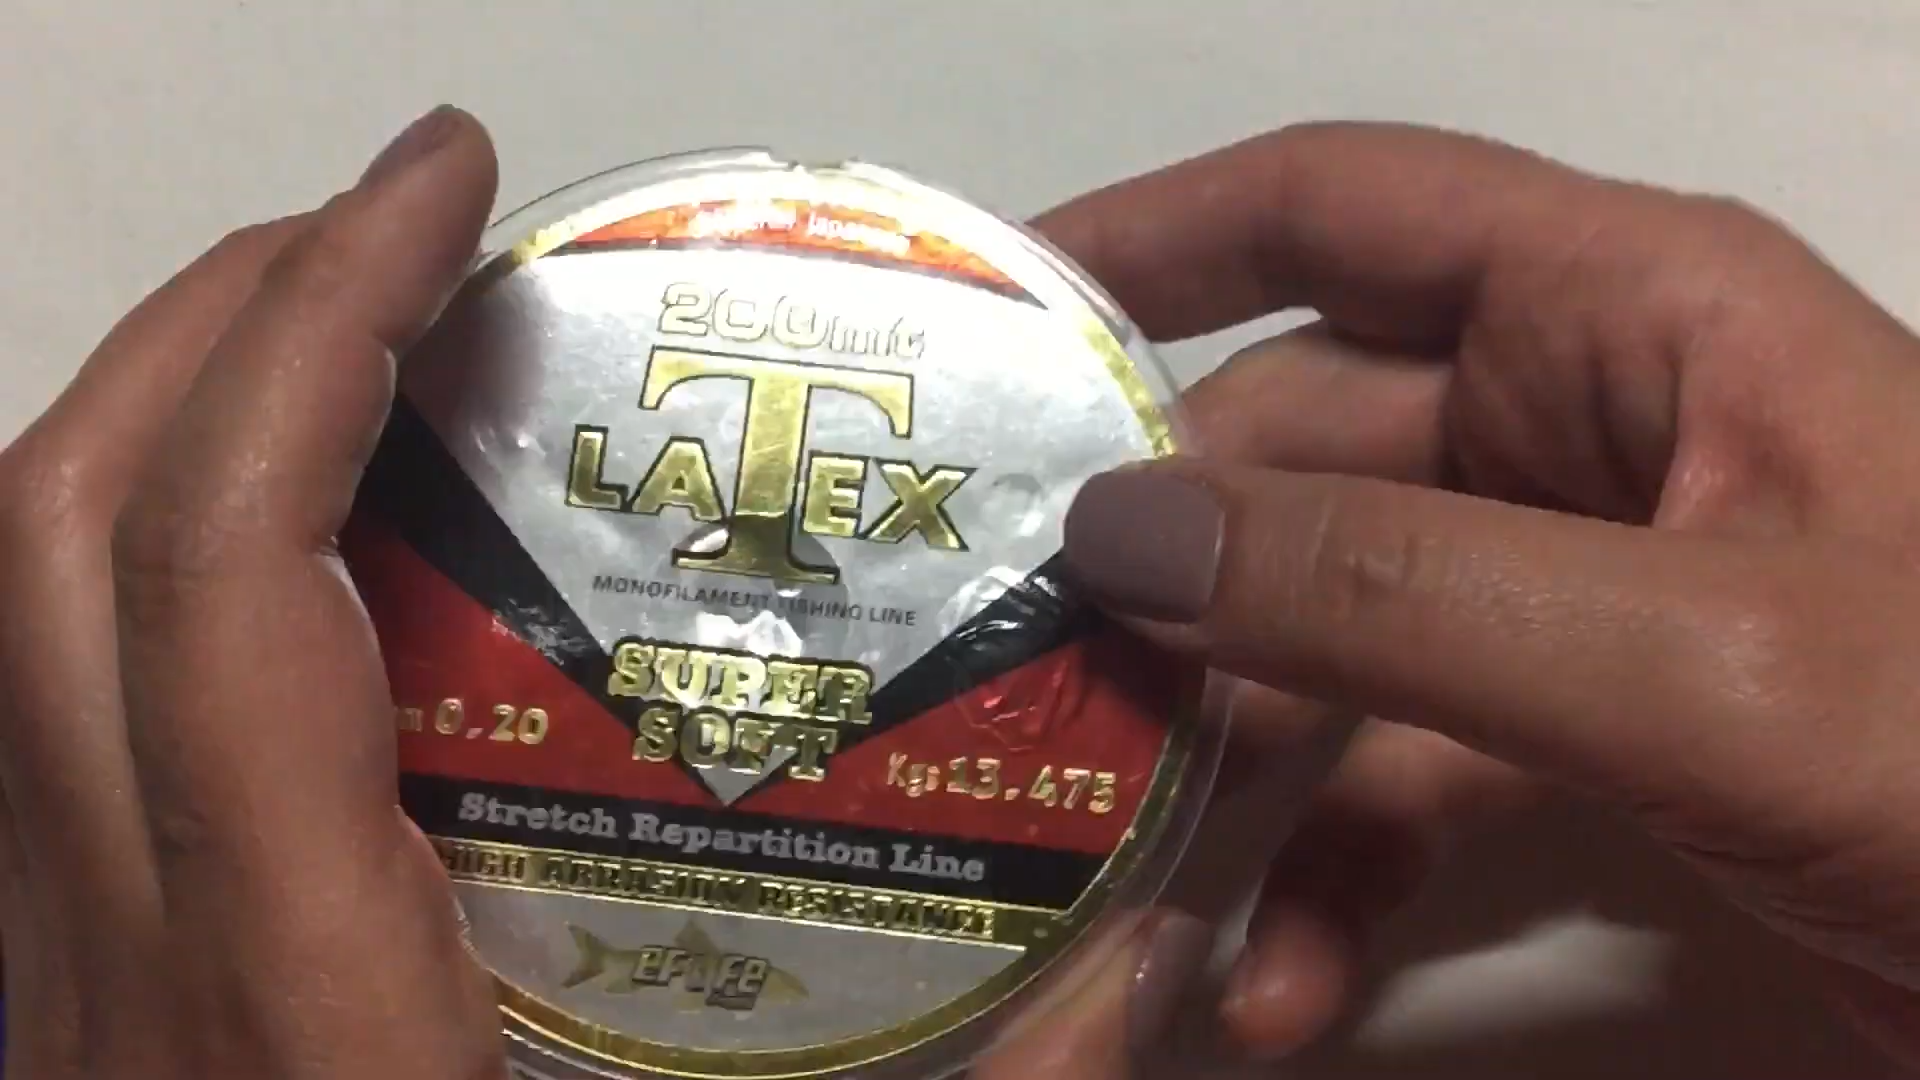 200mt
LATEX
MONOFILAMENT FISHING LINE
SUPER
SOFT
0,20
Kg: 13.475
Stretch Repartition Line
HIGH ABRASION RESISTANCE